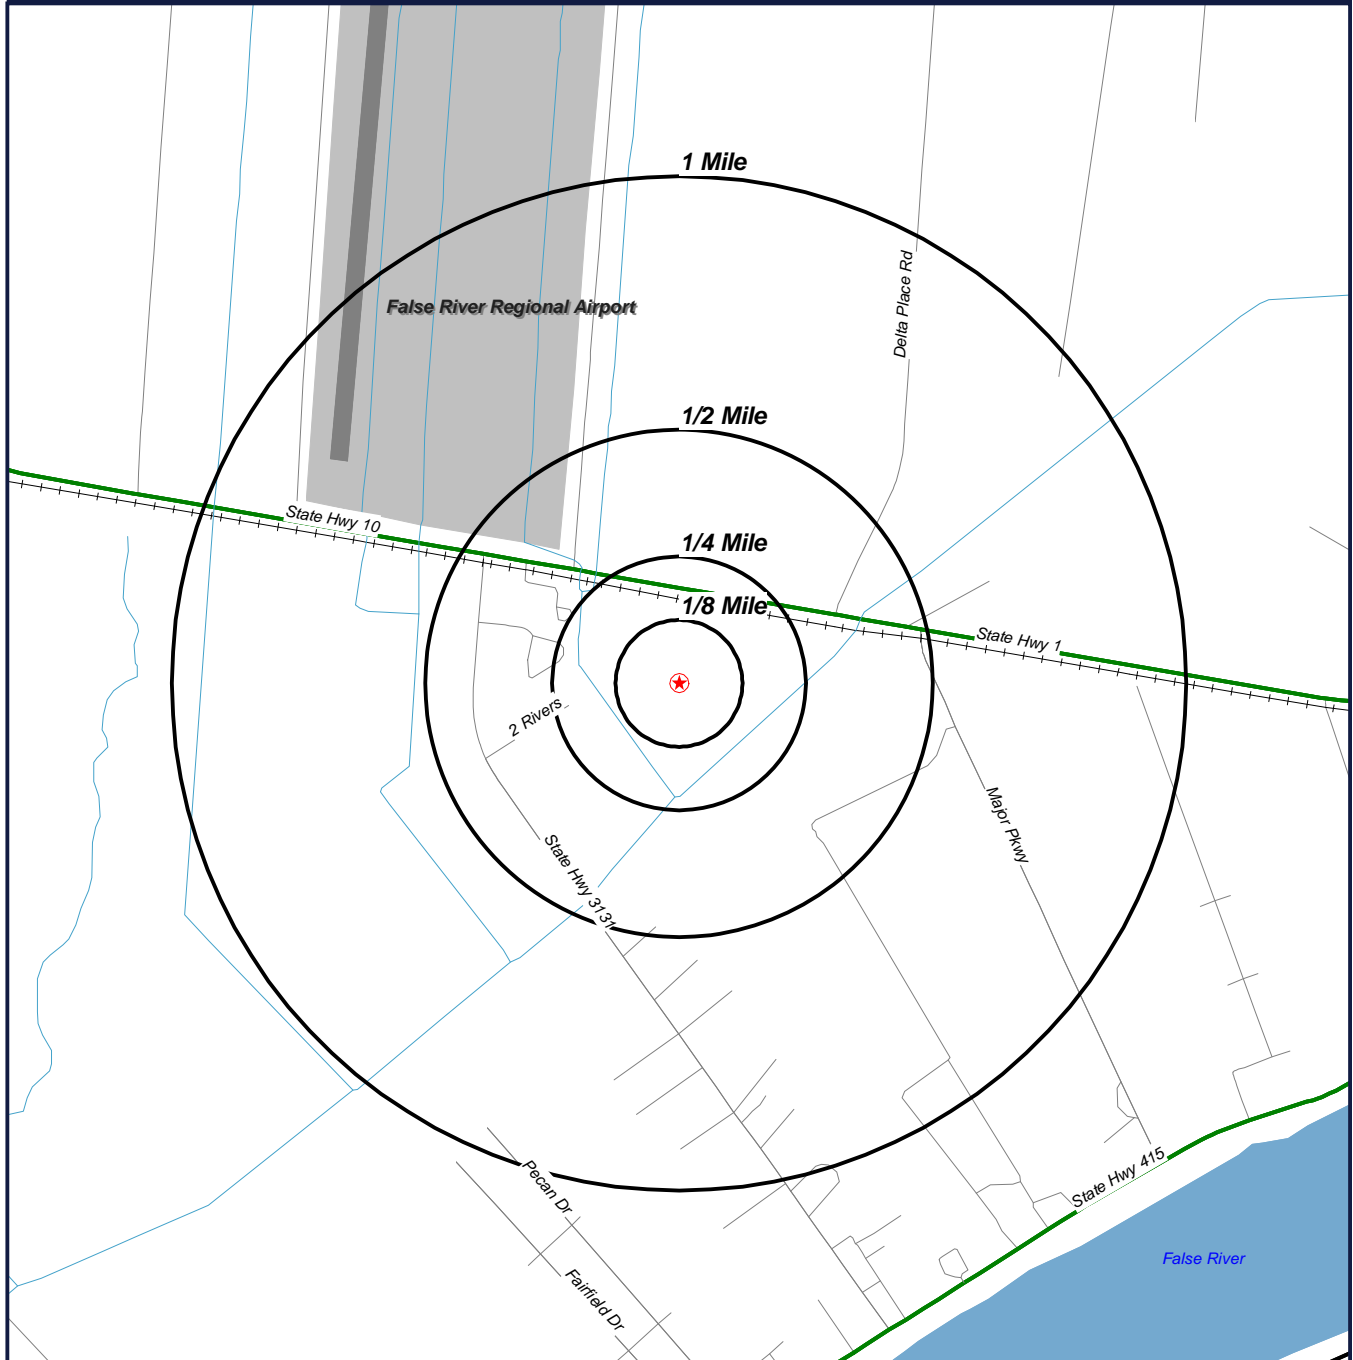 1 Mile
Delta Place Rd
False River Regional Airport
1/2 Mile
State Hwy 10
1/4 Mile
1/8 Mile
State Hwy 1
2 Rivers
Major Pkwy
State Hwy 3131
State Hwy 415
Pecan Dr
False River
Fairfield Dr